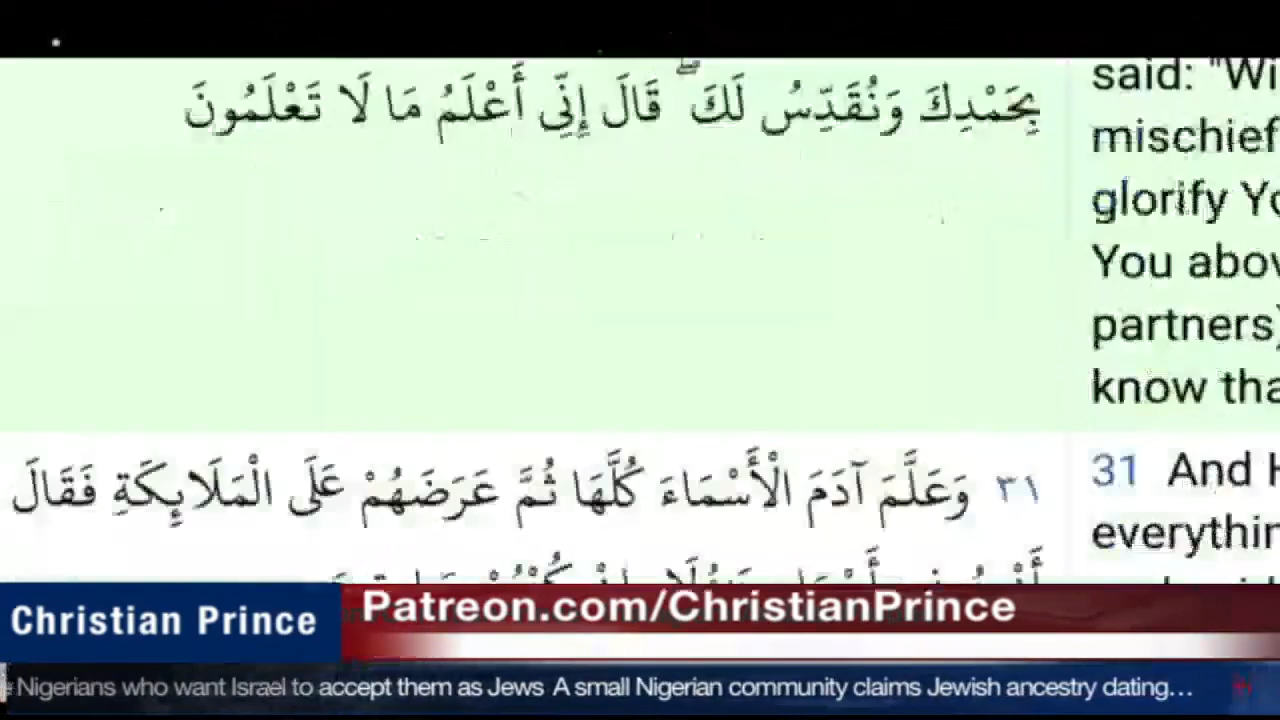 بِحَمْدِكَ وَنُقَدِّسُ لَكَ ۖ قَالَ إِنِّي أَعْلَمُ مَا لَا تَعْلَمُونَ
said: "Wi
mischief
glorify Yo
You abov
partners)
know tha
٣١ وَعَلَّمَ آدَمَ الْأَسْمَاءَ كُلَّهَا ثُمَّ عَرَضَهُمْ عَلَى الْمَلَائِكَةِ فَقَالَ
31 And H
everythin
Christian Prince
Patreon.com/ChristianPrince
Nigerians who want Israel to accept them as Jews A small Nigerian community claims Jewish ancestry dating...